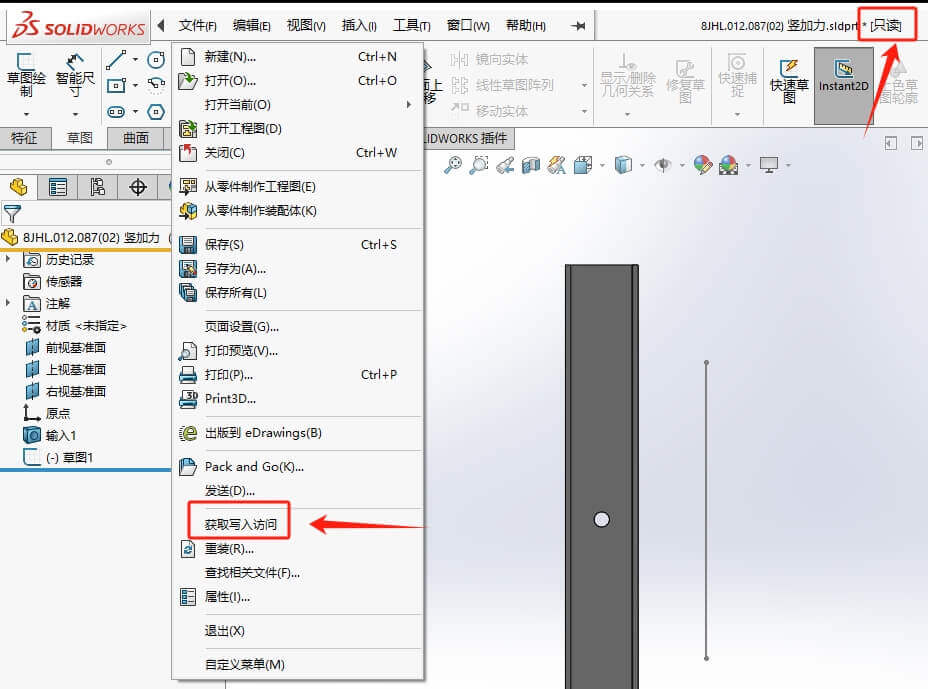 SOLIDWORKS
文件(F) 编辑(E) 视图(V) 插入(I) 工具(T) 窗口(W) 帮助(H)
8JHL.012.087(02) 竖加力.sldprt * [只读]
草图绘制
智能尺寸
镜向实体
线性草图阵列
移动实体
显示/删除几何关系
修复草图
快速捕捉
快速草图
Instant2D
上色草图轮廓
特征 草图 曲面
LIDWORKS 插件
8JHL.012.087(02) 竖加力 (
历史记录
传感器
注解
材质 <未指定>
前视基准面
上视基准面
右视基准面
原点
输入1
(-) 草图1
新建(N)... Ctrl+N
打开(O)... Ctrl+O
打开当前(O)
打开工程图(D)
关闭(C) Ctrl+W
从零件制作工程图(E)
从零件制作装配体(K)
保存(S) Ctrl+S
另存为(A)...
保存所有(L)
页面设置(G)...
打印预览(V)...
打印(P)... Ctrl+P
Print3D...
出版到 eDrawings(B)
Pack and Go(K)...
发送(D)...
获取写入访问
重装(R)...
查找相关文件(F)...
属性(I)...
退出(X)
自定义菜单(M)